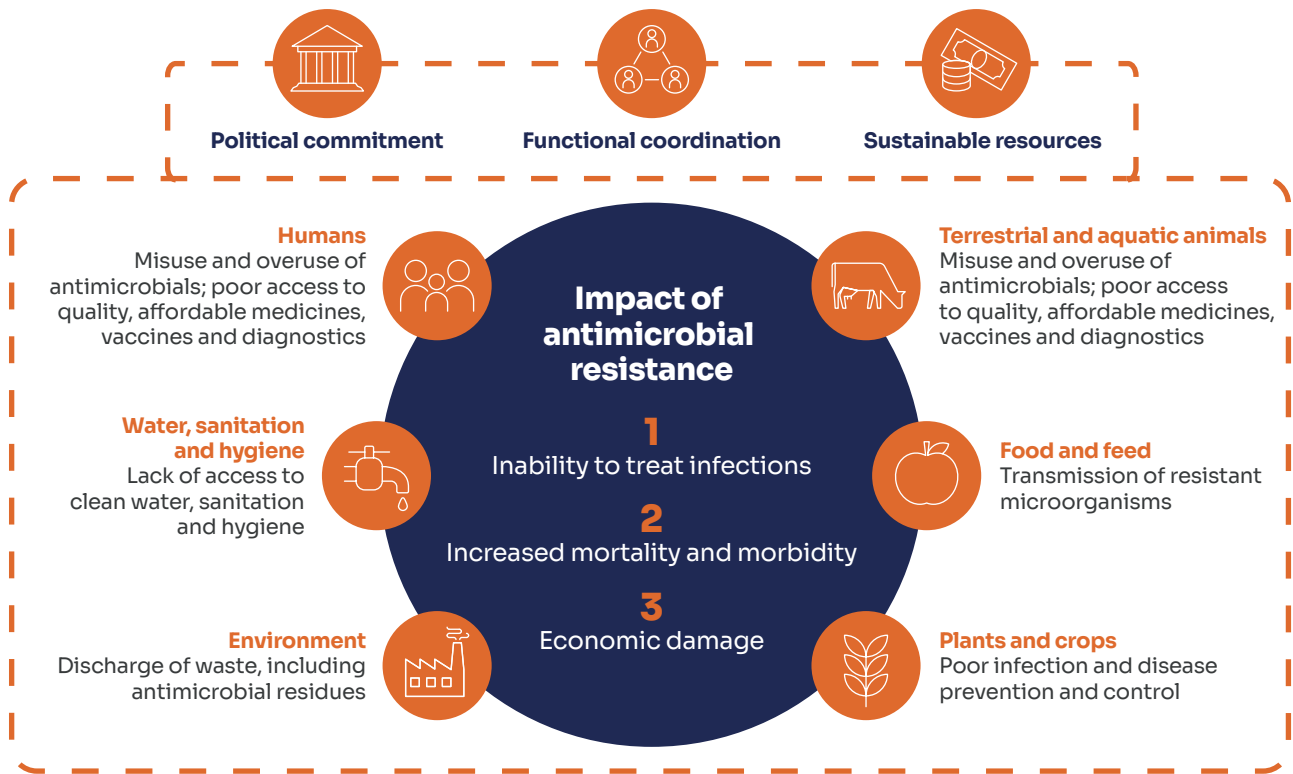 Political commitment
Functional coordination
Sustainable resources
Humans
Misuse and overuse of
antimicrobials; poor access to
quality, affordable medicines,
vaccines and diagnostics
Water, sanitation
and hygiene
Lack of access to
clean water, sanitation
and hygiene
Environment
Discharge of waste, including
antimicrobial residues
Impact of
antimicrobial
resistance
1
Inability to treat infections
2
Increased mortality and morbidity
3
Economic damage
Terrestrial and aquatic animals
Misuse and overuse of
antimicrobials; poor access
to quality, affordable medicines,
vaccines and diagnostics
Food and feed
Transmission of resistant
microorganisms
Plants and crops
Poor infection and disease
prevention and control